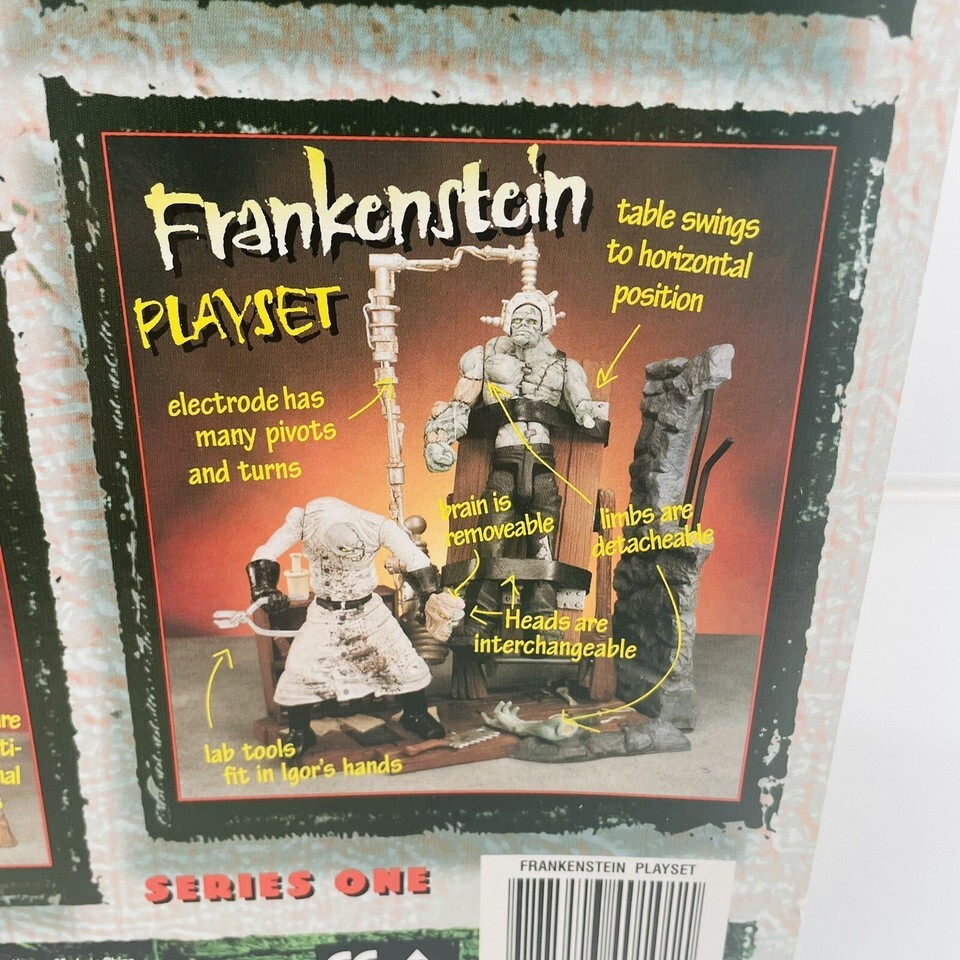 Frankenstein
PLAYSET
table swings
to horizontal
position
electrode has
many pivots
and turns
brain is
removeable
limbs are
detacheable
Heads are
interchangeable
lab tools
fit in Igor's hands
SERIES ONE
FRANKENSTEIN PLAYSET